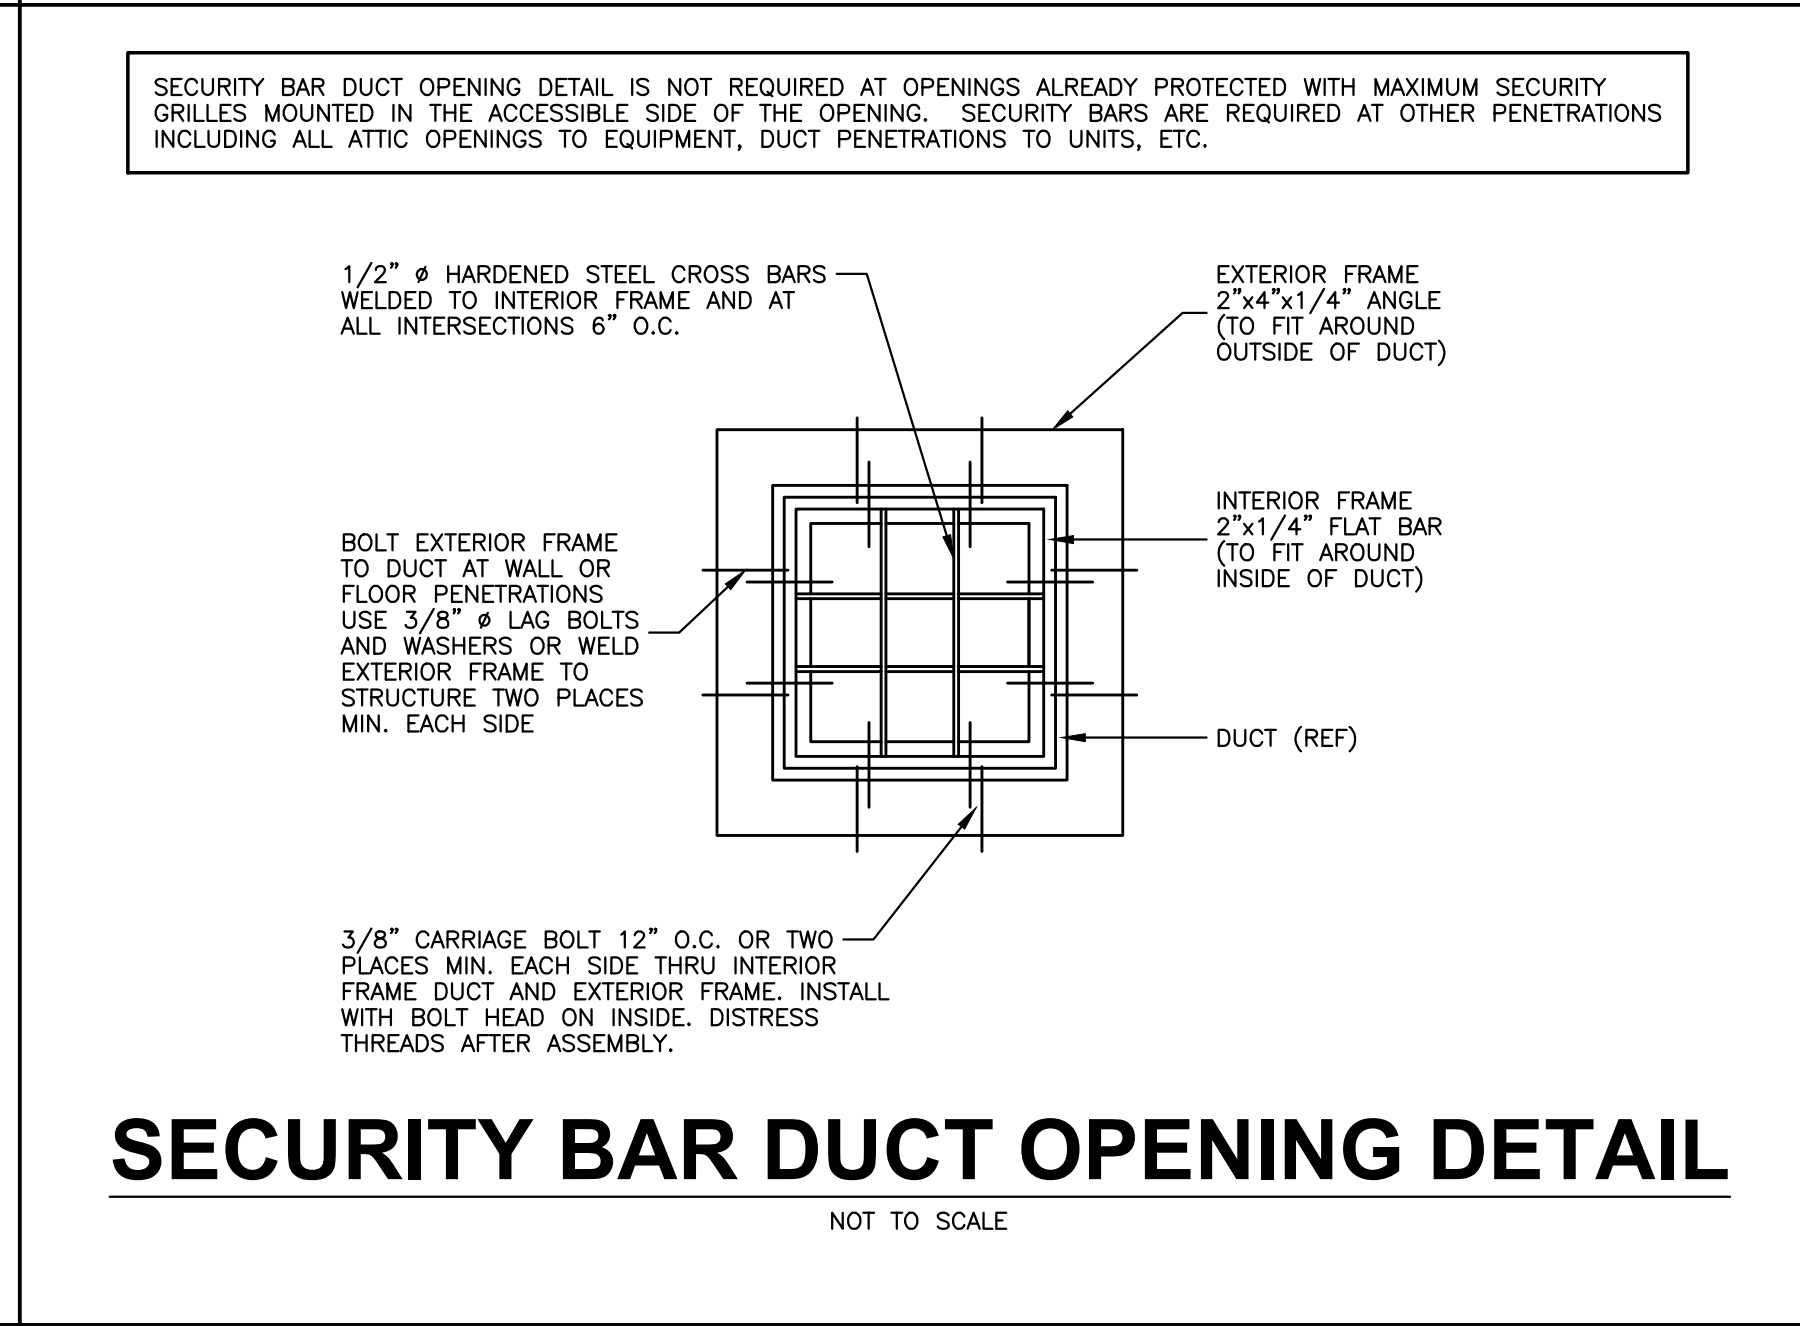 SECURITY BAR DUCT OPENING DETAIL IS NOT REQUIRED AT OPENINGS ALREADY PROTECTED WITH MAXIMUM SECURITY
GRILLES MOUNTED IN THE ACCESSIBLE SIDE OF THE OPENING. SECURITY BARS ARE REQUIRED AT OTHER PENETRATIONS
INCLUDING ALL ATTIC OPENINGS TO EQUIPMENT, DUCT PENETRATIONS TO UNITS, ETC.
1/2" ø HARDENED STEEL CROSS BARS
WELDED TO INTERIOR FRAME AND AT
ALL INTERSECTIONS 6" O.C.
EXTERIOR FRAME
2"x4"x1/4" ANGLE
(TO FIT AROUND
OUTSIDE OF DUCT)
INTERIOR FRAME
2"x1/4" FLAT BAR
(TO FIT AROUND
INSIDE OF DUCT)
BOLT EXTERIOR FRAME
TO DUCT AT WALL OR
FLOOR PENETRATIONS
USE 3/8" ø LAG BOLTS
AND WASHERS OR WELD
EXTERIOR FRAME TO
STRUCTURE TWO PLACES
MIN. EACH SIDE
DUCT (REF)
3/8" CARRIAGE BOLT 12" O.C. OR TWO
PLACES MIN. EACH SIDE THRU INTERIOR
FRAME DUCT AND EXTERIOR FRAME. INSTALL
WITH BOLT HEAD ON INSIDE. DISTRESS
THREADS AFTER ASSEMBLY.
SECURITY BAR DUCT OPENING DETAIL
NOT TO SCALE